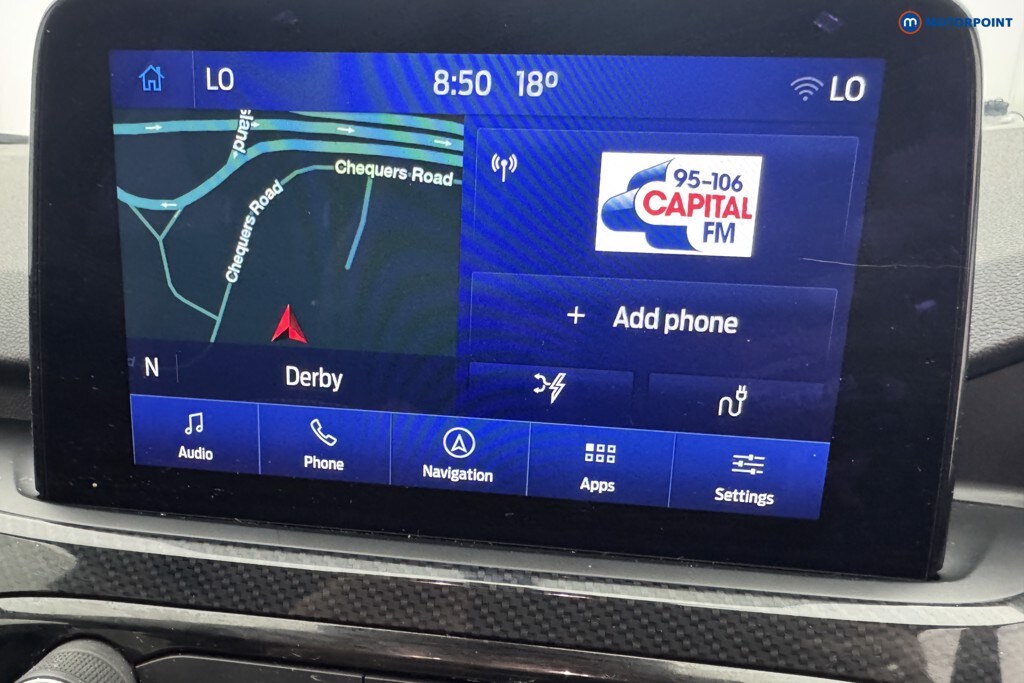 MOTORPOINT
LO
8:50 18°
LO
sland
Chequers Road
Chequers Road
95-106
CAPITAL
FM
+ Add phone
N
Derby
Audio
Phone
Navigation
Apps
Settings